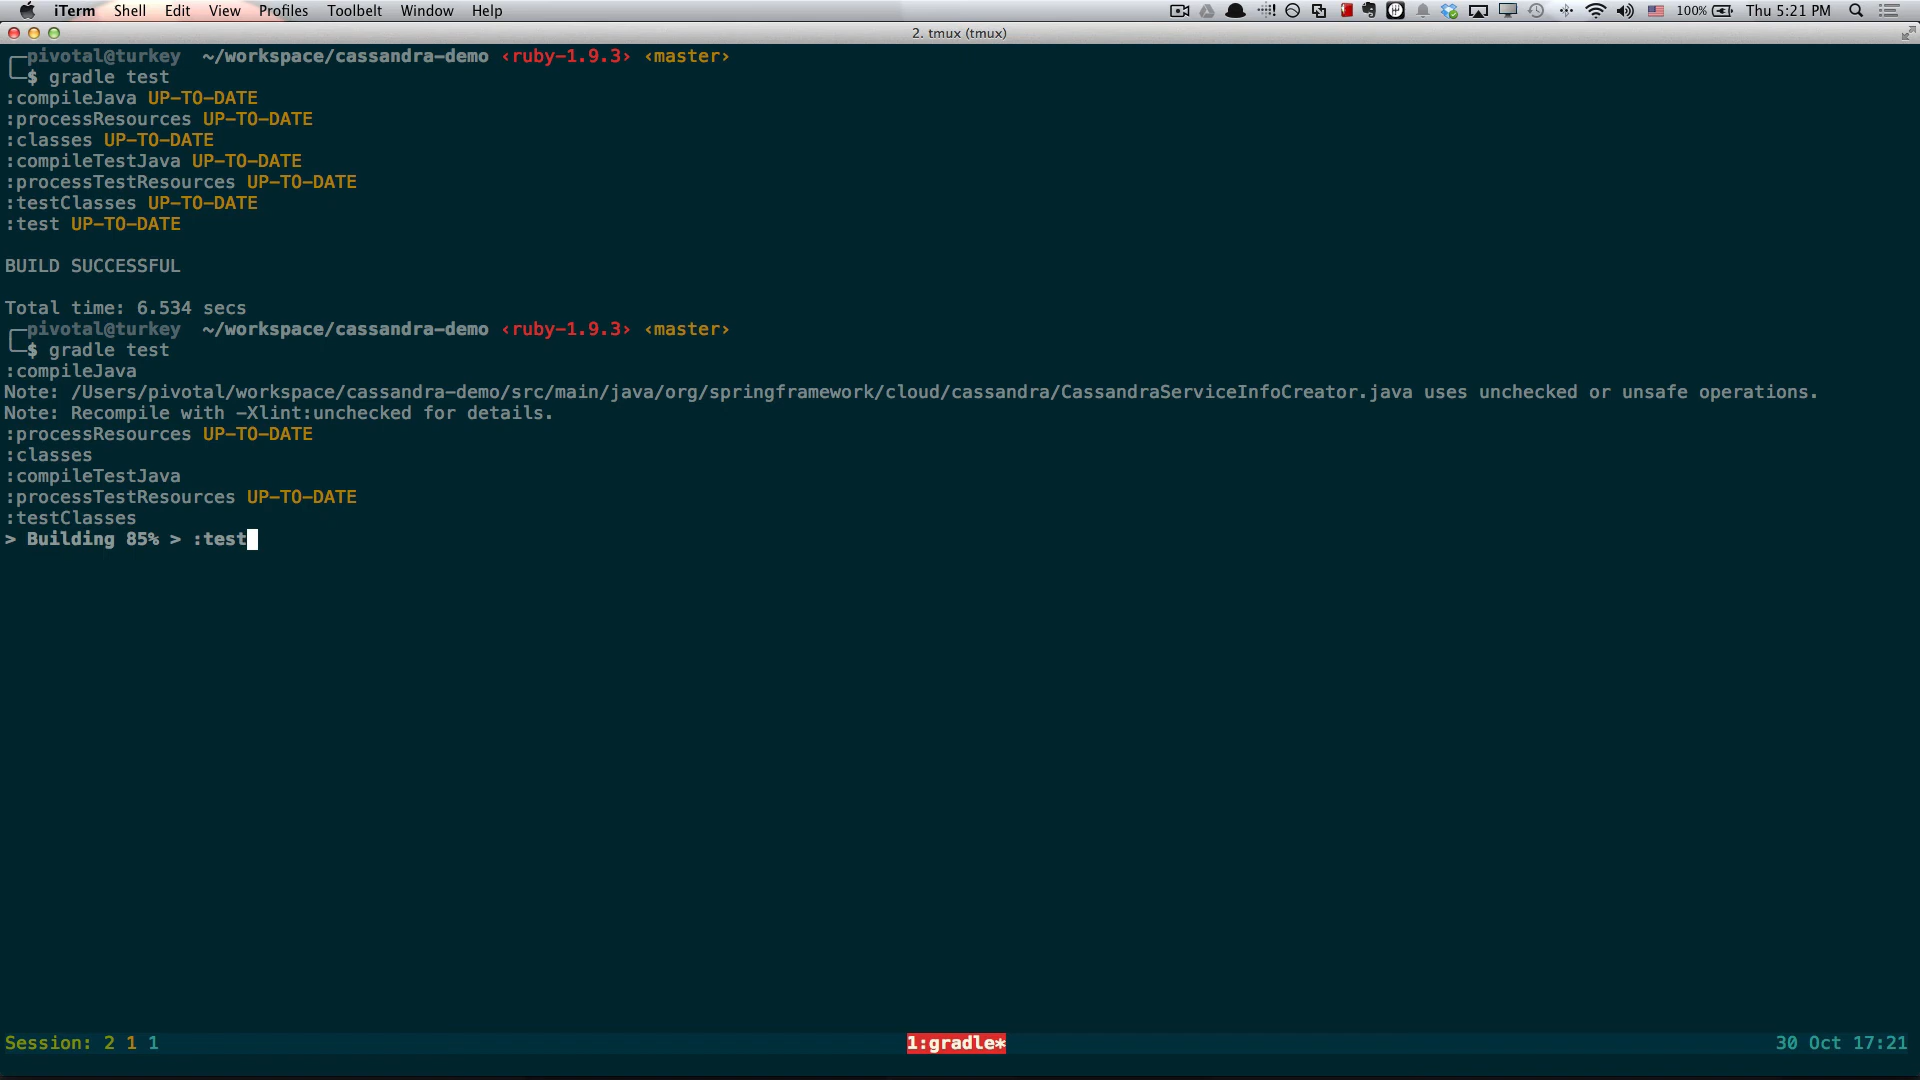 iTerm Shell Edit View Profiles Toolbelt Window Help 100% Thu 5:21 PM
2. tmux (tmux)
pivotal@turkey ~/workspace/cassandra-demo ‹ruby-1.9.3› ‹master›
$ gradle test
:compileJava UP-TO-DATE
:processResources UP-TO-DATE
:classes UP-TO-DATE
:compileTestJava UP-TO-DATE
:processTestResources UP-TO-DATE
:testClasses UP-TO-DATE
:test UP-TO-DATE
BUILD SUCCESSFUL
Total time: 6.534 secs
pivotal@turkey ~/workspace/cassandra-demo ‹ruby-1.9.3› ‹master›
$ gradle test
:compileJava
Note: /Users/pivotal/workspace/cassandra-demo/src/main/java/org/springframework/cloud/cassandra/CassandraServiceInfoCreator.java uses unchecked or unsafe operations.
Note: Recompile with -Xlint:unchecked for details.
:processResources UP-TO-DATE
:classes
:compileTestJava
:processTestResources UP-TO-DATE
:testClasses
> Building 85% > :test
Session: 2 1 1 1:gradle* 30 Oct 17:21